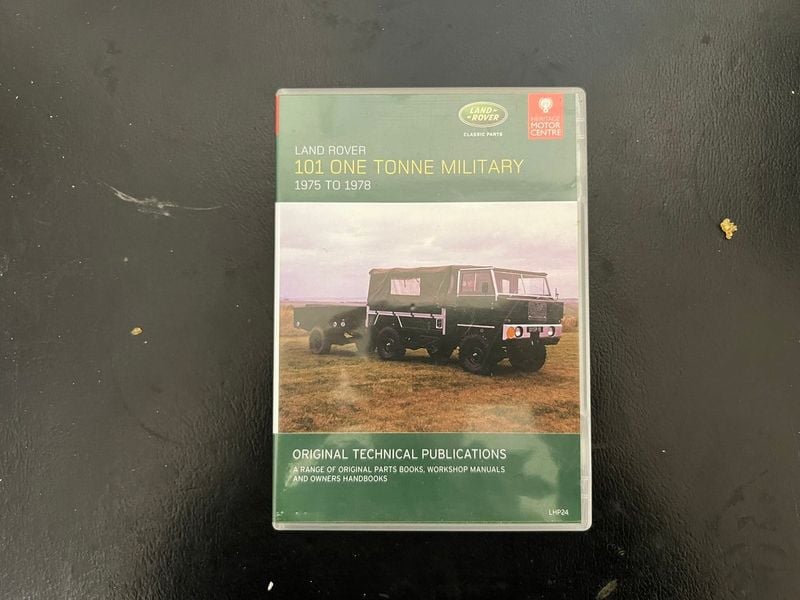 LAND
ROVER
CLASSIC PARTS
HERITAGE
MOTOR
CENTRE
LAND ROVER
101 ONE TONNE MILITARY
1975 TO 1978
ORIGINAL TECHNICAL PUBLICATIONS
A RANGE OF ORIGINAL PARTS BOOKS, WORKSHOP MANUALS
AND OWNERS HANDBOOKS
LHP24